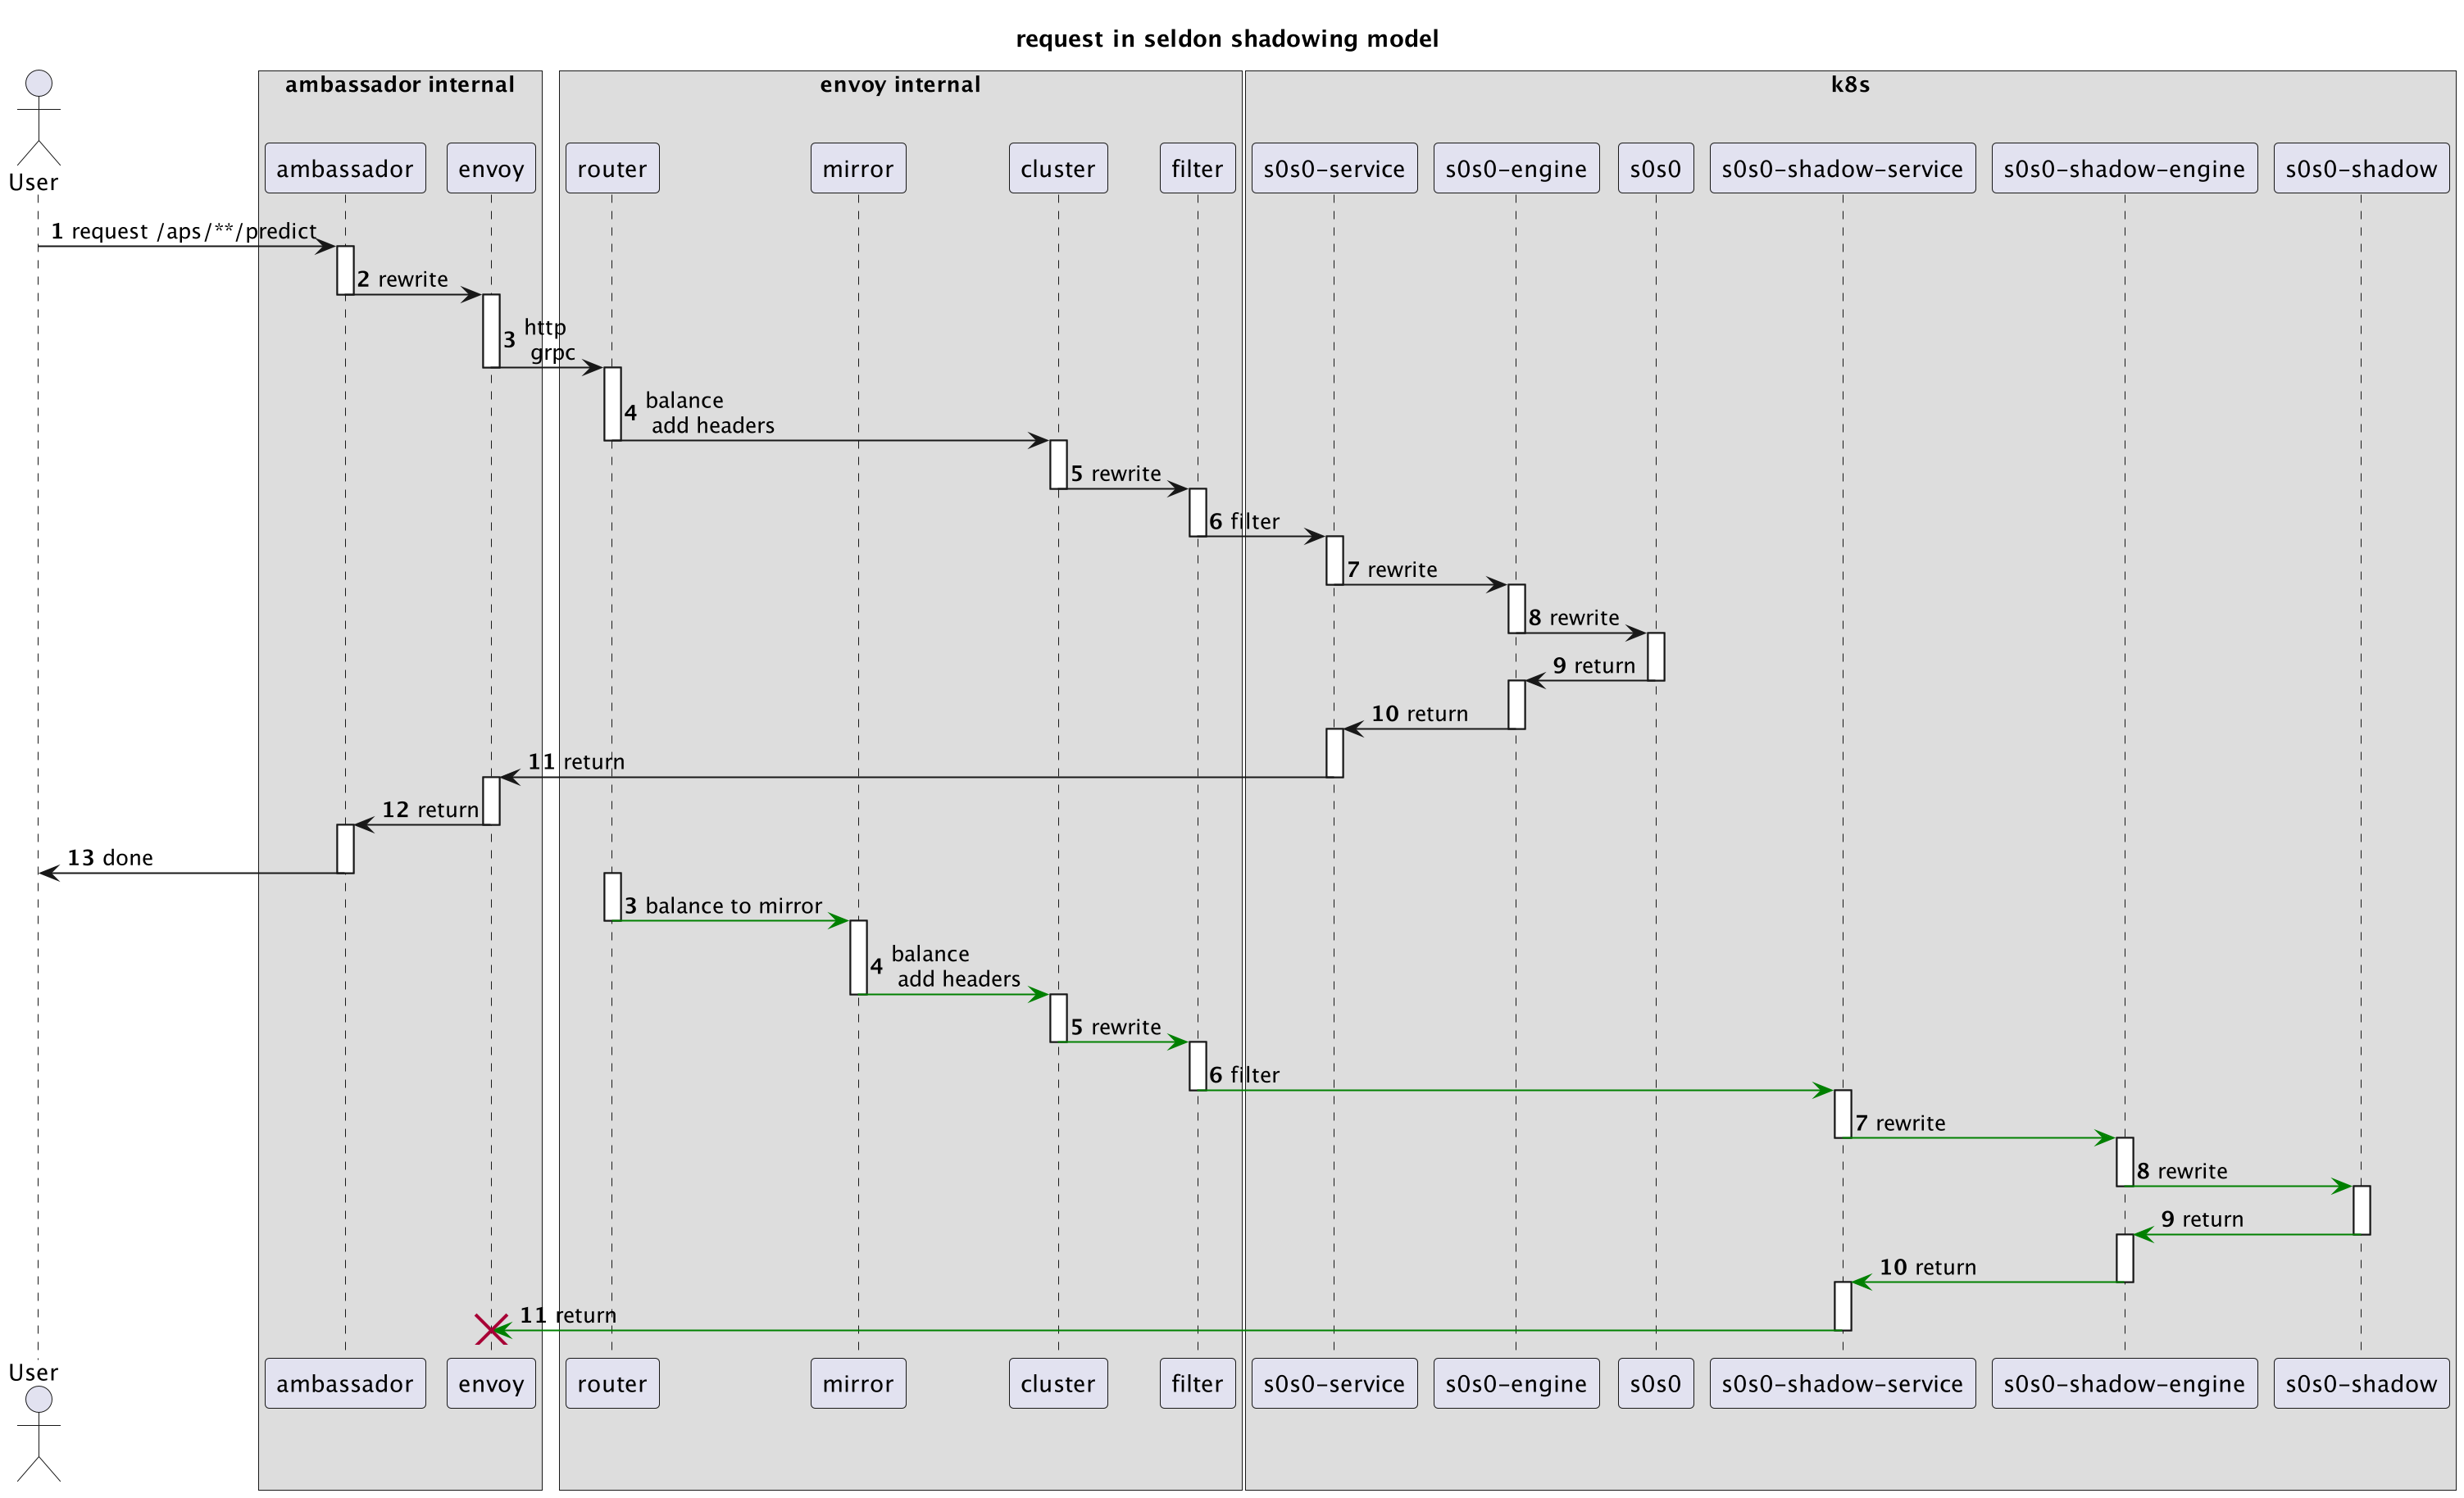 request in seldon shadowing model
ambassador internal
envoy internal
k8s
User
ambassador
envoy
router
mirror
cluster
filter
s0s0-service
s0s0-engine
s0s0
s0s0-shadow-service
s0s0-shadow-engine
s0s0-shadow
1 request /aps/**/predict
2 rewrite
3 http
grpc
4 balance
add headers
5 rewrite
6 filter
7 rewrite
8 rewrite
9 return
10 return
11 return
12 return
13 done
3 balance to mirror
4 balance
add headers
5 rewrite
6 filter
7 rewrite
8 rewrite
9 return
10 return
11 return
User
ambassador
envoy
router
mirror
cluster
filter
s0s0-service
s0s0-engine
s0s0
s0s0-shadow-service
s0s0-shadow-engine
s0s0-shadow